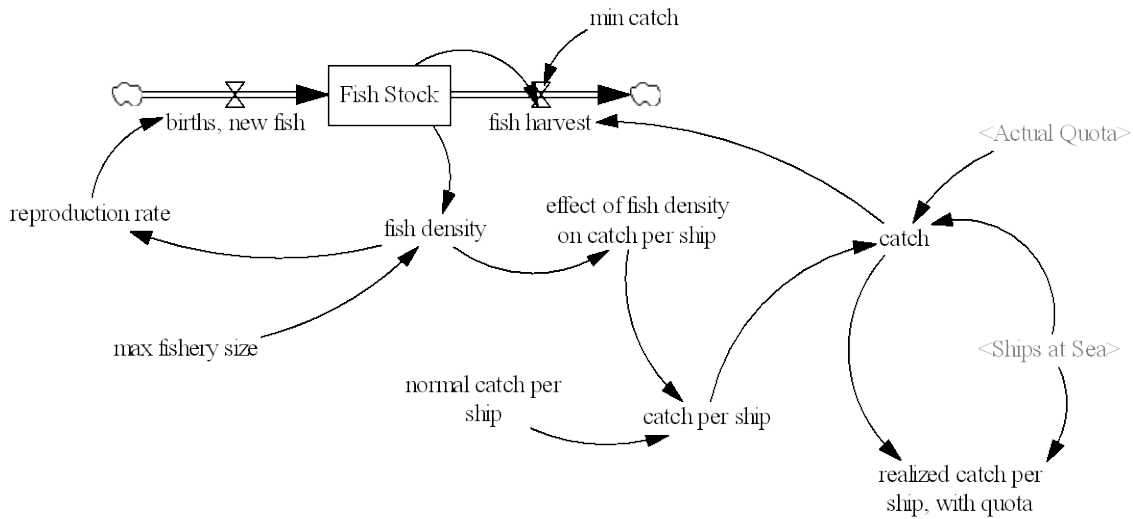 min catch
Fish Stock
births, new fish
fish harvest
<Actual Quota>
reproduction rate
fish density
effect of fish density
on catch per ship
catch
max fishery size
<Ships at Sea>
normal catch per
ship
catch per ship
realized catch per
ship, with quota